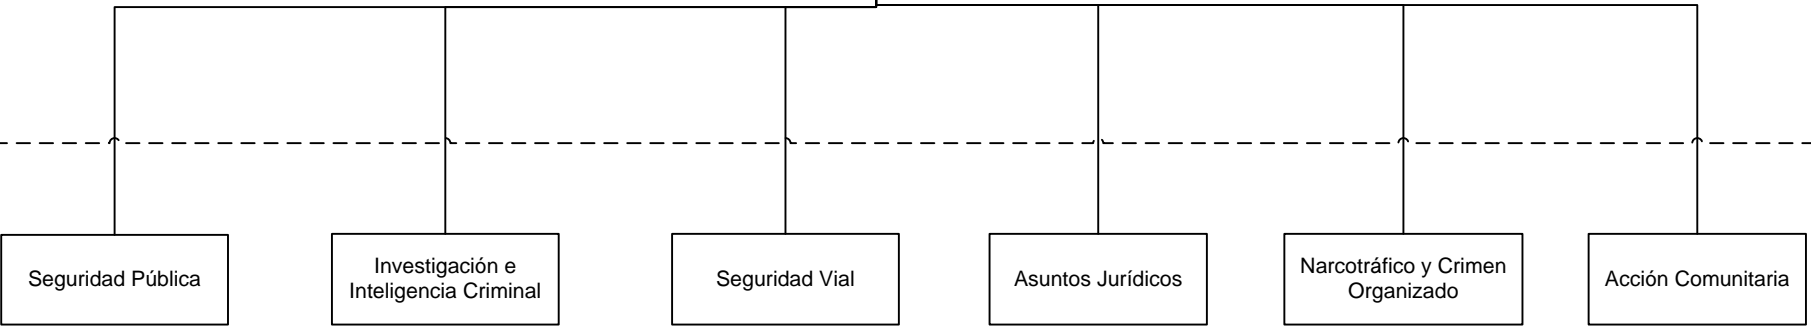 Seguridad Pública
Investigación e
Inteligencia Criminal
Seguridad Vial
Asuntos Jurídicos
Narcotráfico y Crimen
Organizado
Acción Comunitaria